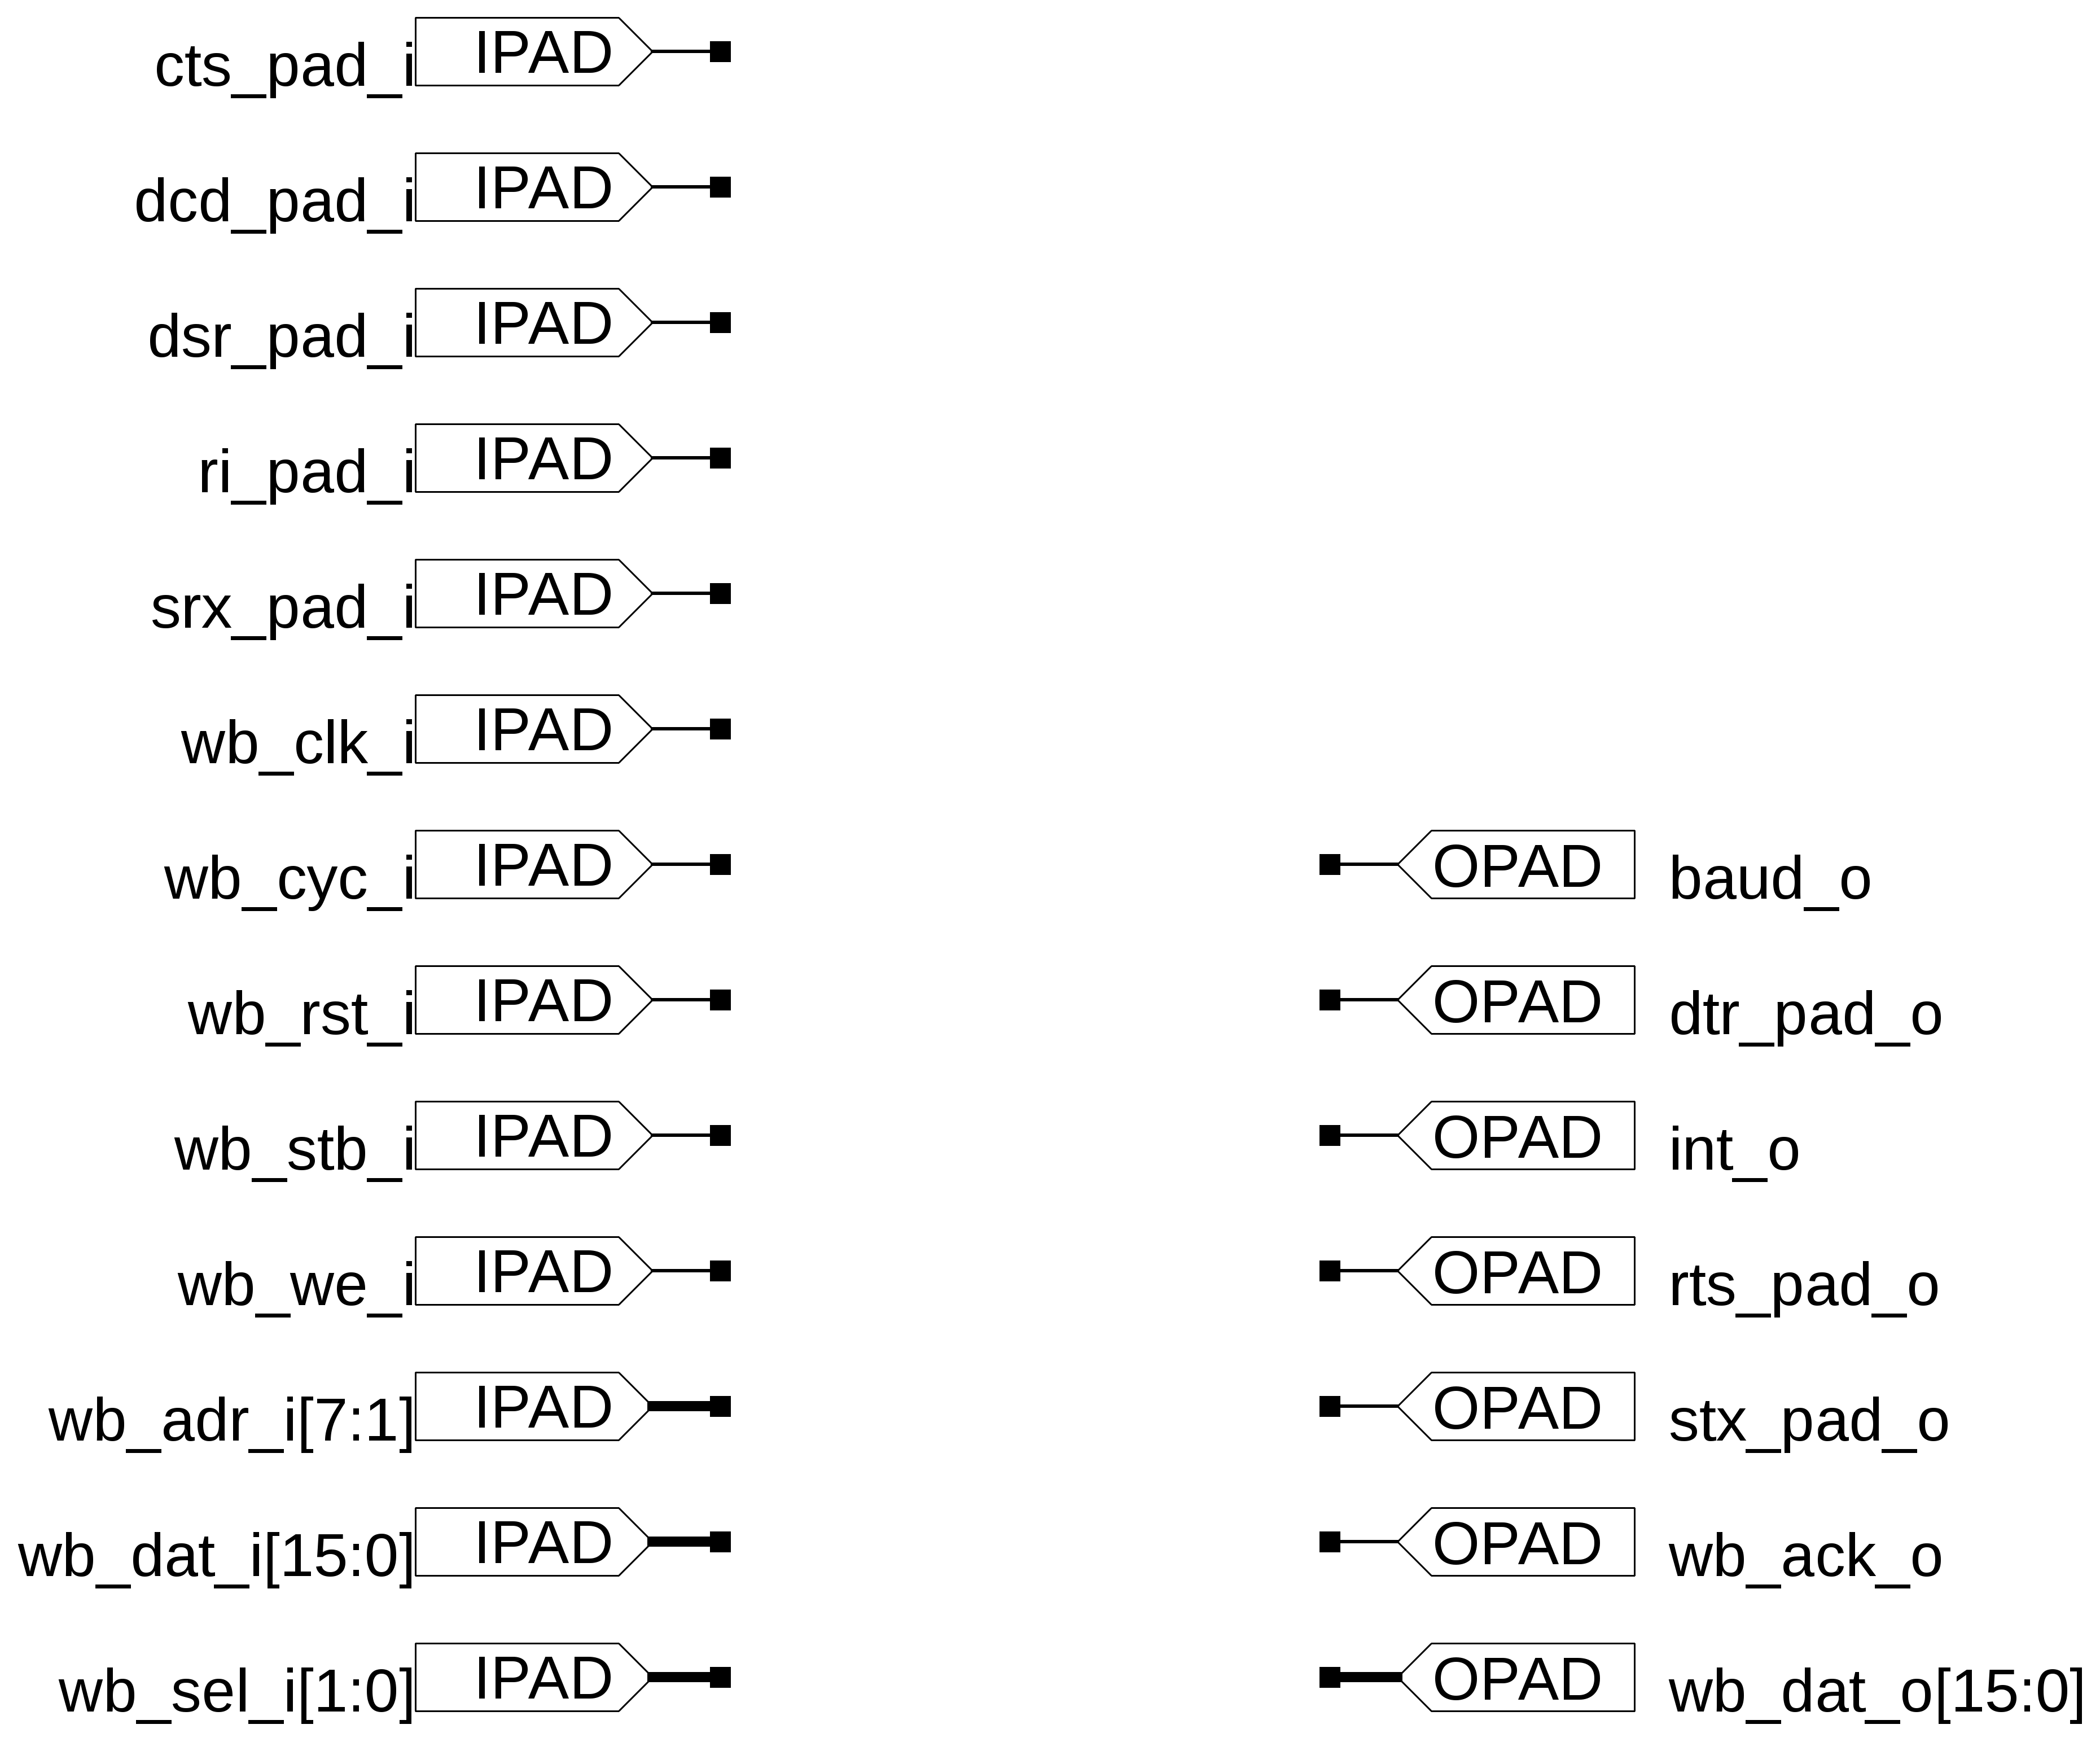 cts_pad_i IPAD
dcd_pad_i IPAD
dsr_pad_i IPAD
ri_pad_i IPAD
srx_pad_i IPAD
wb_clk_i IPAD
wb_cyc_i IPAD OPAD baud_o
wb_rst_i IPAD OPAD dtr_pad_o
wb_stb_i IPAD OPAD int_o
wb_we_i IPAD OPAD rts_pad_o
wb_adr_i[7:1] IPAD OPAD stx_pad_o
wb_dat_i[15:0] IPAD OPAD wb_ack_o
wb_sel_i[1:0] IPAD OPAD wb_dat_o[15:0]